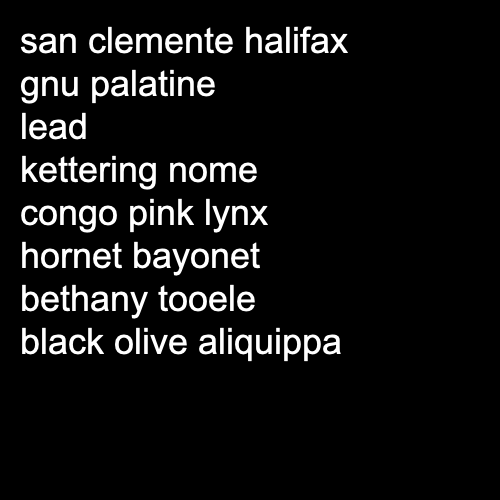 san clemente halifax
gnu palatine
lead
kettering nome
congo pink lynx
hornet bayonet
bethany tooele
black olive aliquippa